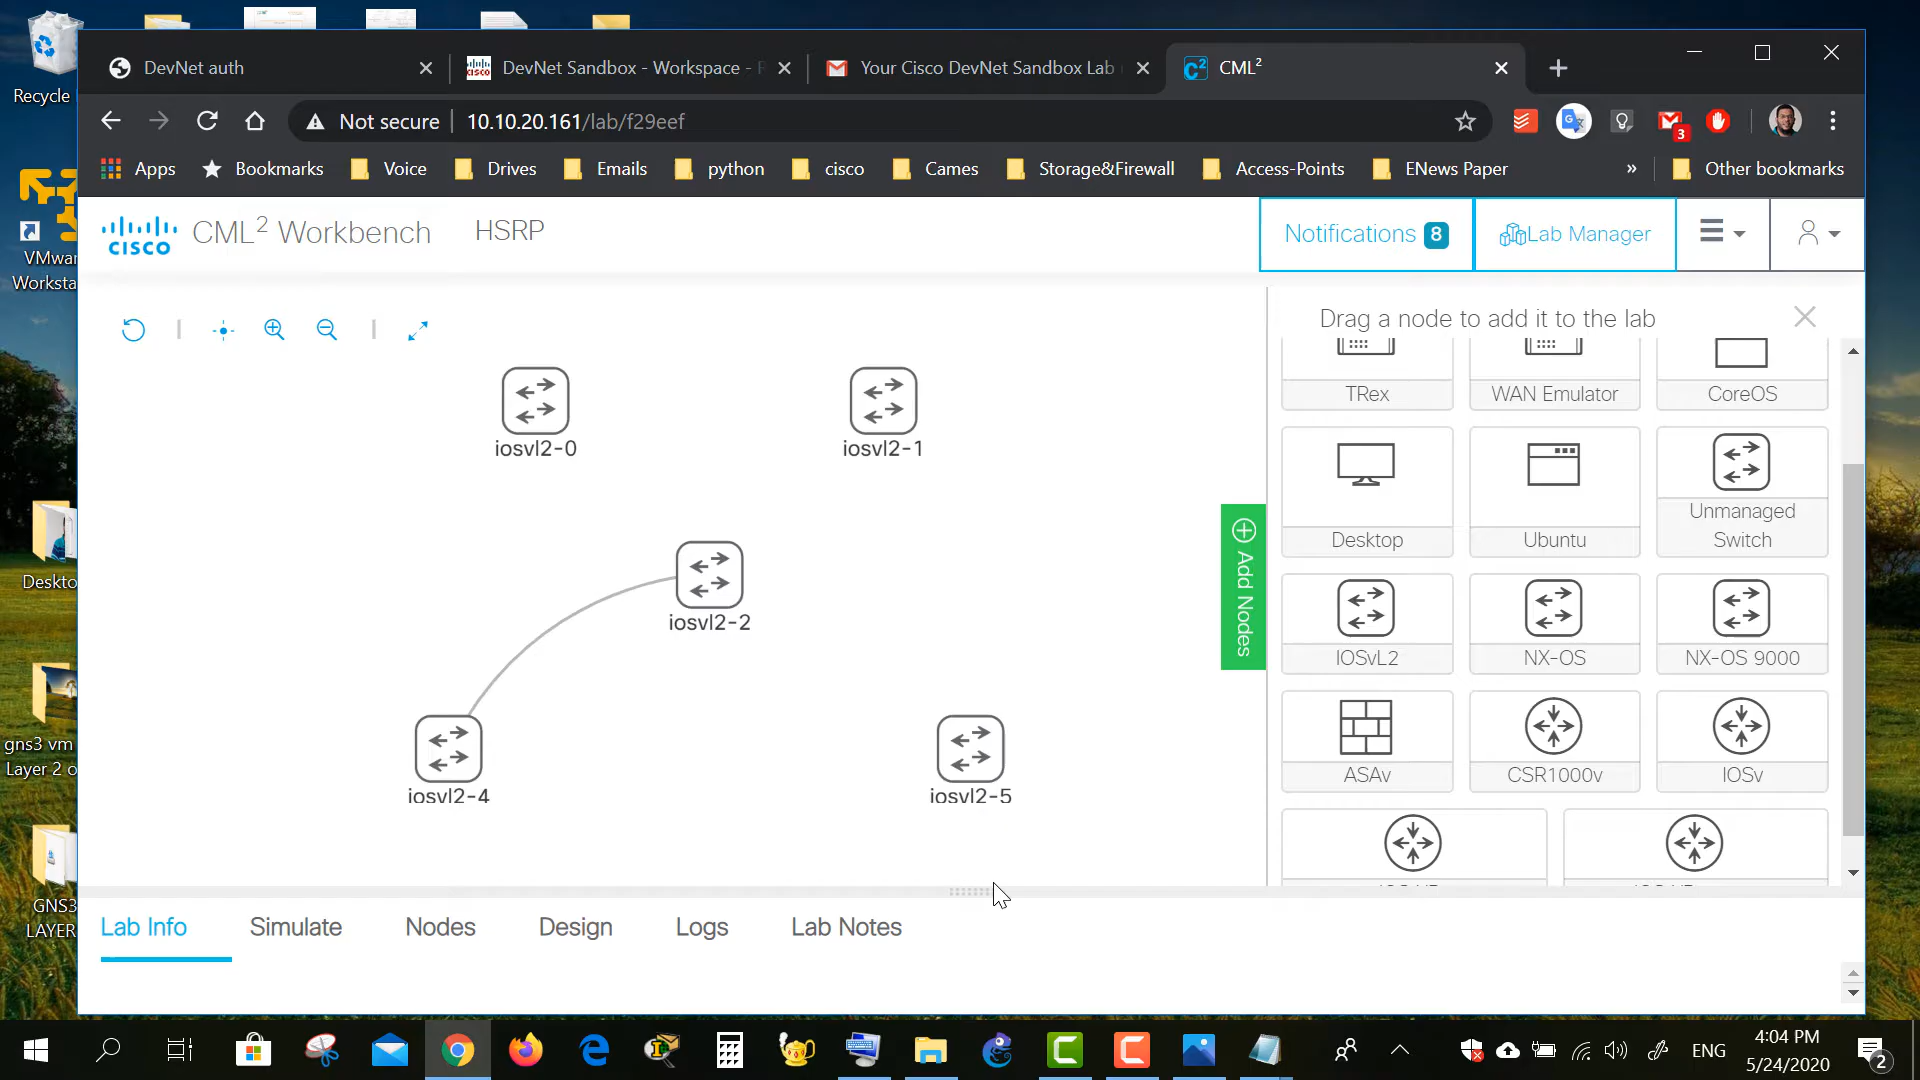 Recycle
VMwar
Worksta
Deskto
gns3 vm
Layer 2 o
GNS3
LAYER
DevNet auth
DevNet Sandbox - Workspace -
Your Cisco DevNet Sandbox Lab
CML²
Not secure
10.10.20.161/lab/f29eef
3
Apps
Bookmarks
Voice
Drives
Emails
python
cisco
Cames
Storage&Firewall
Access-Points
ENews Paper
»
Other bookmarks
CISCO
CML² Workbench
HSRP
Notifications 8
Lab Manager
iosvl2-0
iosvl2-1
iosvl2-2
iosvl2-4
iosvl2-5
Add Nodes
Drag a node to add it to the lab
TRex
WAN Emulator
CoreOS
Desktop
Ubuntu
Unmanaged
Switch
IOSvL2
NX-OS
NX-OS 9000
ASAv
CSR1000v
IOSv
Lab Info
Simulate
Nodes
Design
Logs
Lab Notes
ENG
4:04 PM
5/24/2020
2